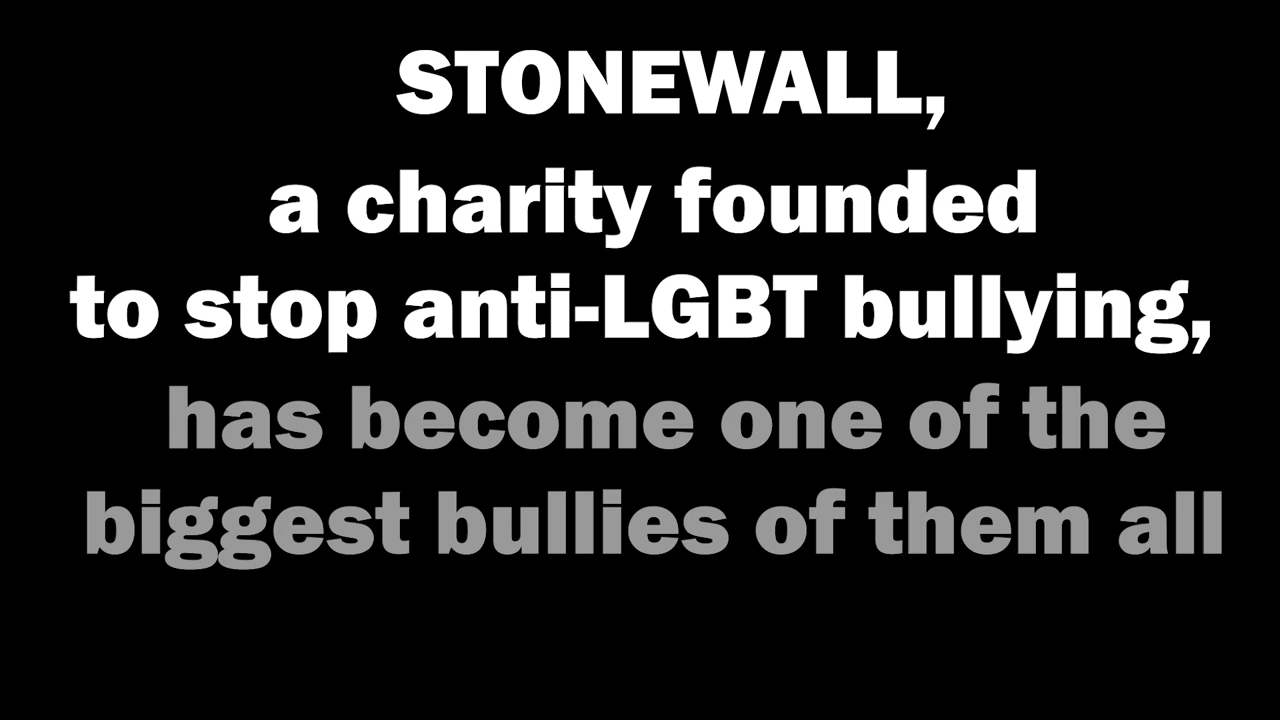 STONEWALL,
a charity founded
to stop anti-LGBT bullying,
has become one of the
biggest bullies of them all